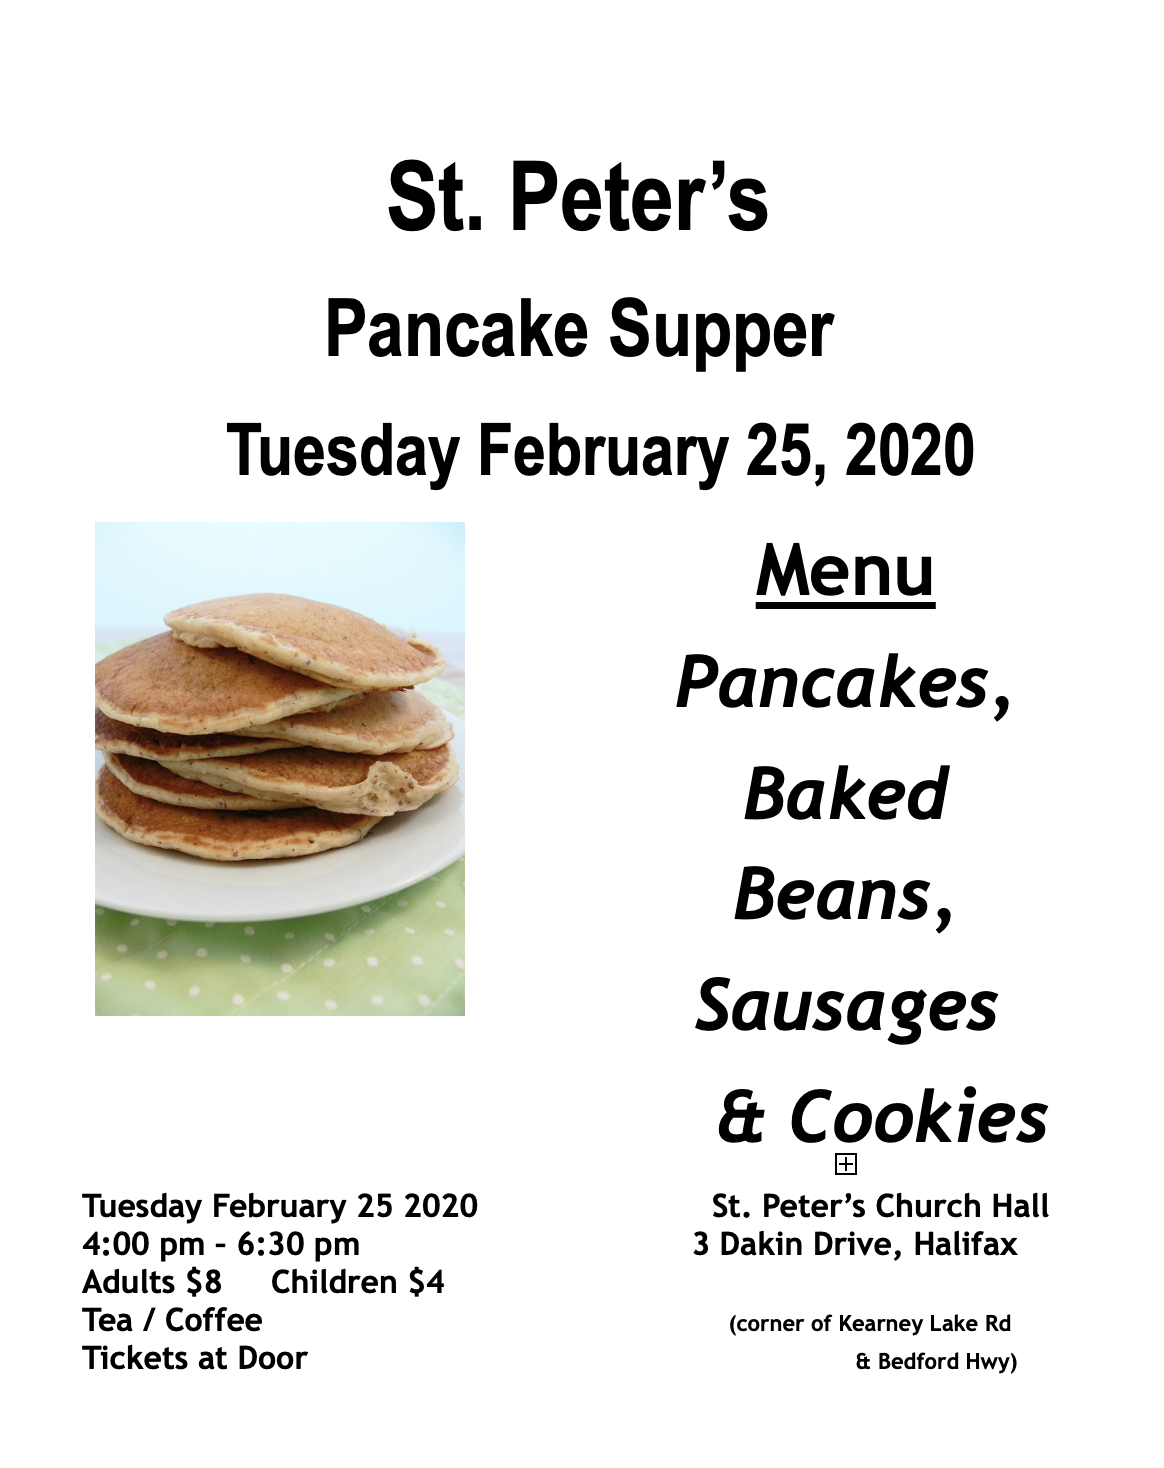 St. Peter’s
Pancake Supper
Tuesday February 25, 2020
Menu
Pancakes,
Baked
Beans,
Sausages
& Cookies
Tuesday February 25 2020
4:00 pm – 6:30 pm
Adults $8 Children $4
Tea / Coffee
Tickets at Door
St. Peter’s Church Hall
3 Dakin Drive, Halifax
(corner of Kearney Lake Rd
& Bedford Hwy)